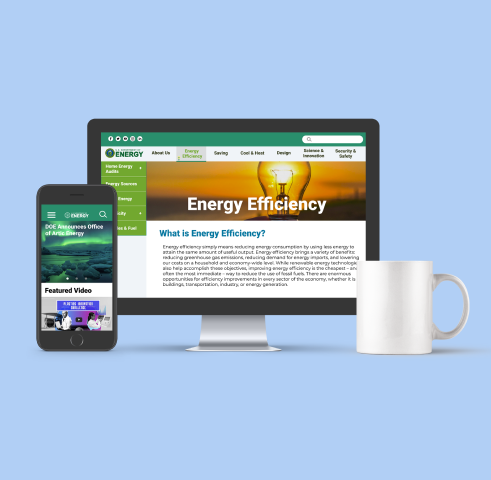 U.S. DEPARTMENT OF
ENERGY
About Us
Energy
Efficiency
Saving
Cool & Heat
Design
Science &
Innovation
Security &
Safety
Home Energy
Audits
Energy Sources
Energy
& Fuel
Energy Efficiency
What is Energy Efficiency?
Energy efficiency simply means reducing energy consumption by using less energy to
attain the same amount of useful output. Energy efficiency brings a variety of benefits:
reducing greenhouse gas emissions, reducing demand for energy imports, and lowering
our costs on a household and economy-wide level. While renewable energy technologies
also help accomplish these objectives, improving energy efficiency is the cheapest – and
often the most immediate – way to reduce the use of fossil fuels. There are enormous
opportunities for efficiency improvements in every sector of the economy, whether it is
buildings, transportation, industry, or energy generation.
ENERGY
DOE Announces Office
of Artic Energy
Featured Video